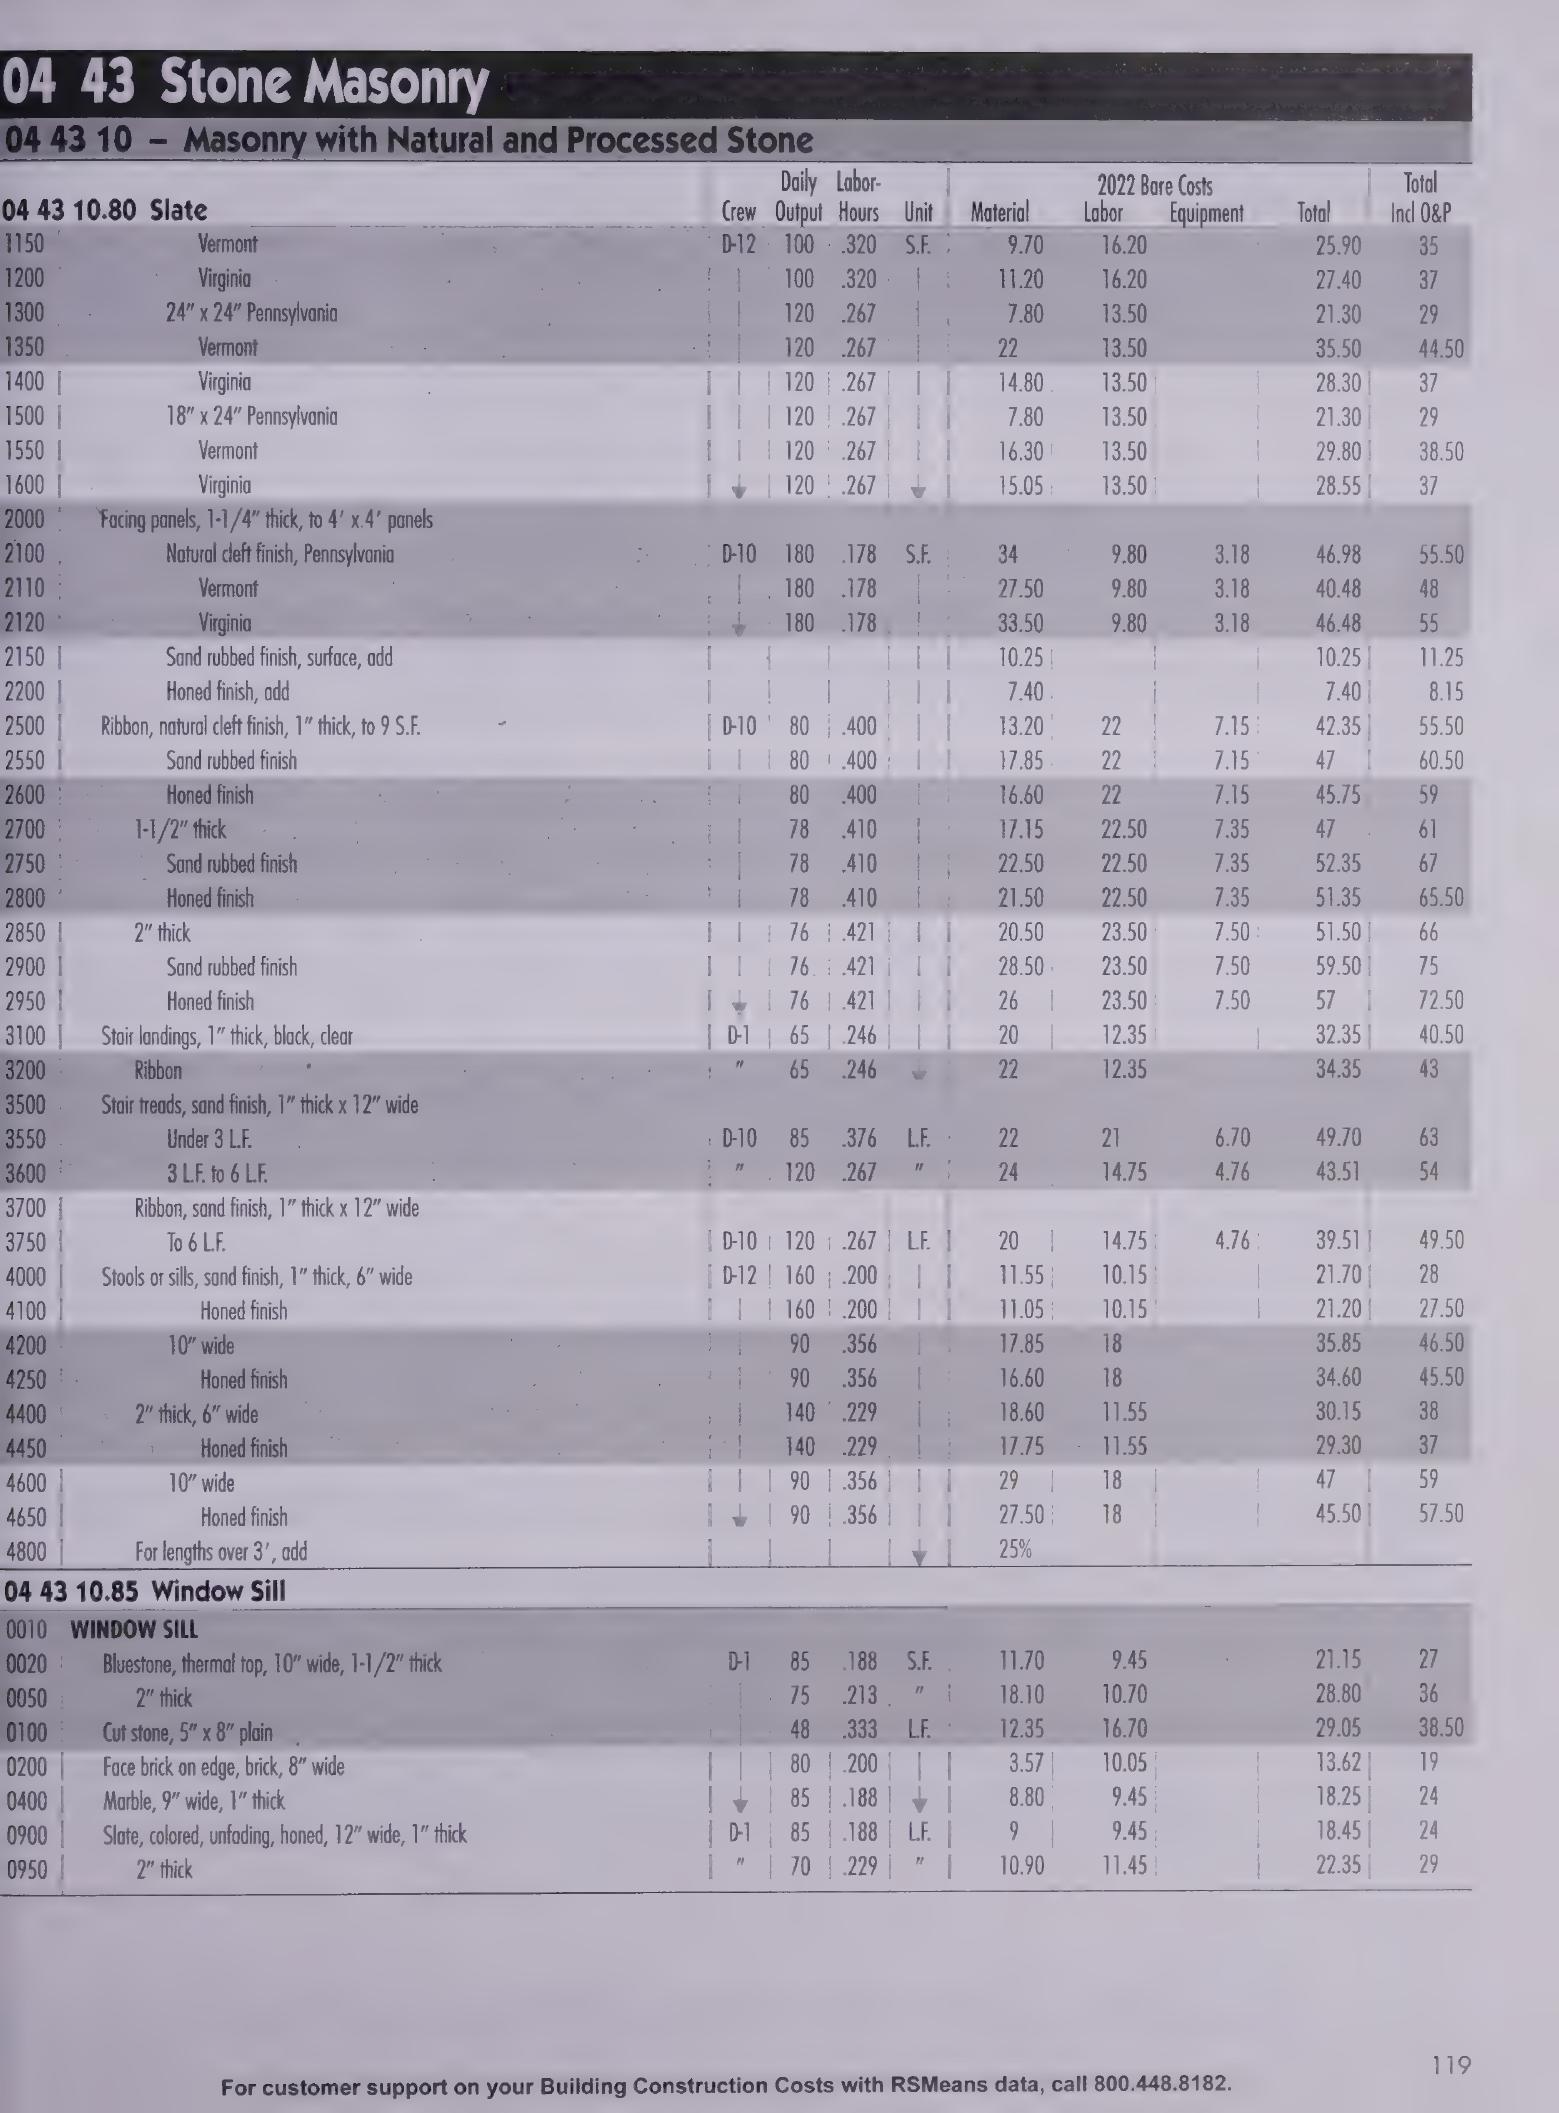 04 43 Stone Masonry
04 43 10 – Masonry with Natural and Processed Stone
Daily Labor- 2022 Bare Costs Total
04 43 10.80 Slate Crew Output Hours Unit Material Labor Equipment Total Incl O&P
1150 Vermont D-12 100 .320 S.F. 9.70 16.20 25.90 35
1200 Virginia 100 .320 11.20 16.20 27.40 37
1300 24" x 24" Pennsylvania 120 .267 7.80 13.50 21.30 29
1350 Vermont 120 .267 22 13.50 35.50 44.50
1400 Virginia 120 .267 14.80 13.50 28.30 37
1500 18" x 24" Pennsylvania 120 .267 7.80 13.50 21.30 29
1550 Vermont 120 .267 16.30 13.50 29.80 38.50
1600 Virginia 120 .267 15.05 13.50 28.55 37
2000 Facing panels, 1-1/4" thick, to 4' x 4' panels
2100 Natural cleft finish, Pennsylvania D-10 180 .178 S.F. 34 9.80 3.18 46.98 55.50
2110 Vermont 180 .178 27.50 9.80 3.18 40.48 48
2120 Virginia 180 .178 33.50 9.80 3.18 46.48 55
2150 Sand rubbed finish, surface, add 10.25 10.25 11.25
2200 Honed finish, add 7.40 7.40 8.15
2500 Ribbon, natural cleft finish, 1" thick, to 9 S.F. D-10 80 .400 13.20 22 7.15 42.35 55.50
2550 Sand rubbed finish 80 .400 17.85 22 7.15 47 60.50
2600 Honed finish 80 .400 16.60 22 7.15 45.75 59
2700 1-1/2" thick 78 .410 17.15 22.50 7.35 47 61
2750 Sand rubbed finish 78 .410 22.50 22.50 7.35 52.35 67
2800 Honed finish 78 .410 21.50 22.50 7.35 51.35 65.50
2850 2" thick 76 .421 20.50 23.50 7.50 51.50 66
2900 Sand rubbed finish 76 .421 28.50 23.50 7.50 59.50 75
2950 Honed finish 76 .421 26 23.50 7.50 57 72.50
3100 Stair landings, 1" thick, black, clear D-1 65 .246 20 12.35 32.35 40.50
3200 Ribbon " 65 .246 22 12.35 34.35 43
3500 Stair treads, sand finish, 1" thick x 12" wide
3550 Under 3 L.F. D-10 85 .376 L.F. 22 21 6.70 49.70 63
3600 3 L.F. to 6 L.F. " 120 .267 " 24 14.75 4.76 43.51 54
3700 Ribbon, sand finish, 1" thick x 12" wide
3750 To 6 L.F. D-10 120 .267 L.F. 20 14.75 4.76 39.51 49.50
4000 Stools or sills, sand finish, 1" thick, 6" wide D-12 160 .200 11.55 10.15 21.70 28
4100 Honed finish 160 .200 11.05 10.15 21.20 27.50
4200 10" wide 90 .356 17.85 18 35.85 46.50
4250 Honed finish 90 .356 16.60 18 34.60 45.50
4400 2" thick, 6" wide 140 .229 18.60 11.55 30.15 38
4450 Honed finish 140 .229 17.75 11.55 29.30 37
4600 10" wide 90 .356 29 18 47 59
4650 Honed finish 90 .356 27.50 18 45.50 57.50
4800 For lengths over 3', add 25%
04 43 10.85 Window Sill
0010 WINDOW SILL
0020 Bluestone, thermal top, 10" wide, 1-1/2" thick D-1 85 .188 S.F. 11.70 9.45 21.15 27
0050 2" thick 75 .213 " 18.10 10.70 28.80 36
0100 Cut stone, 5" x 8" plain 48 .333 L.F. 12.35 16.70 29.05 38.50
0200 Face brick on edge, brick, 8" wide 80 .200 3.57 10.05 13.62 19
0400 Marble, 9" wide, 1" thick 85 .188 8.80 9.45 18.25 24
0900 Slate, colored, unfading, honed, 12" wide, 1" thick D-1 85 .188 L.F. 9 9.45 18.45 24
0950 2" thick " 70 .229 " 10.90 11.45 22.35 29
119
For customer support on your Building Construction Costs with RSMeans data, call 800.448.8182.